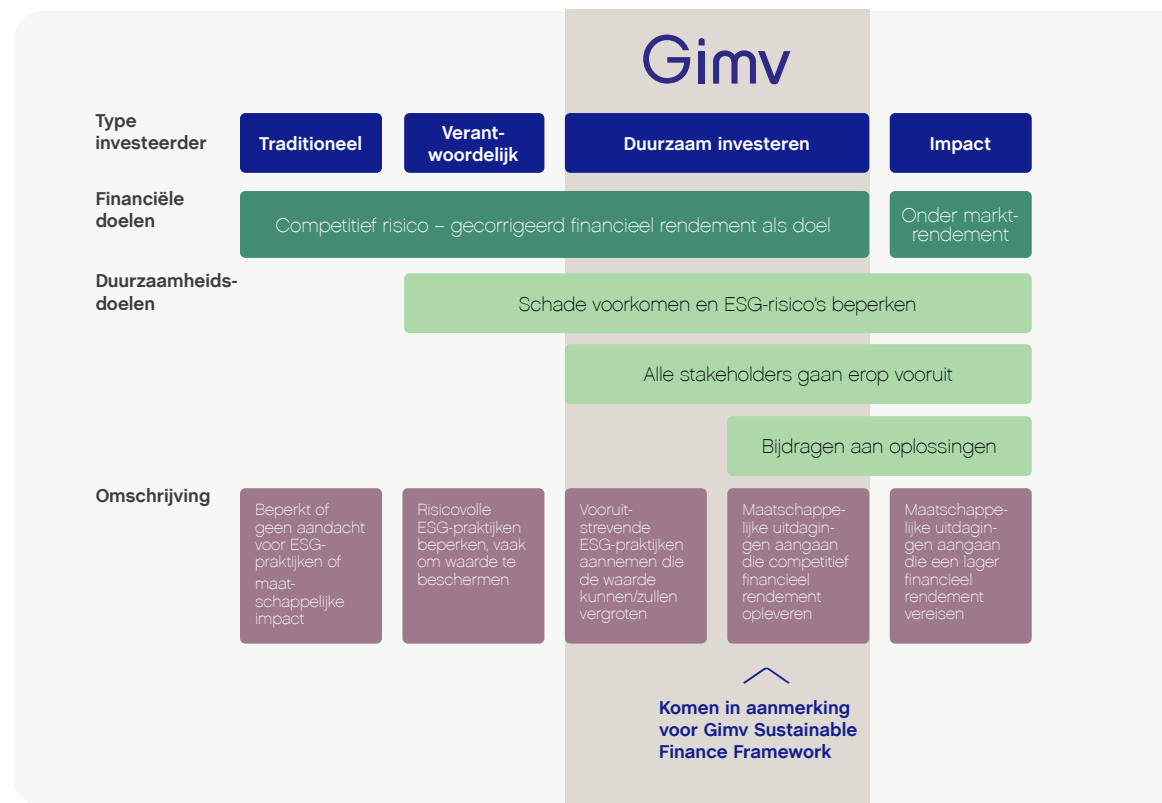 Gimv
Type
investeerder
Traditioneel
Verant-
woordelijk
Duurzaam investeren
Impact
Financiële
doelen
Competitief risico – gecorrigeerd financieel rendement als doel
Onder markt-
rendement
Duurzaamheids-
doelen
Schade voorkomen en ESG-risico's beperken
Alle stakeholders gaan erop vooruit
Bijdragen aan oplossingen
Omschrijving
Beperkt of
geen aandacht
voor ESG-
praktijken of
maat-
schappelijke
impact
Risicovolle
ESG-praktijken
beperken, vaak
om waarde te
beschermen
Vooruit-
strevende
ESG-praktijken
aannemen die
de waarde
kunnen/zullen
vergroten
Maatschappe-
lijke uitdagin-
gen aangaan
die competitief
financieel
rendement
opleveren
Maatschappe-
lijke uitdagin-
gen aangaan
die een lager
financieel
rendement
vereisen
Komen in aanmerking
voor Gimv Sustainable
Finance Framework